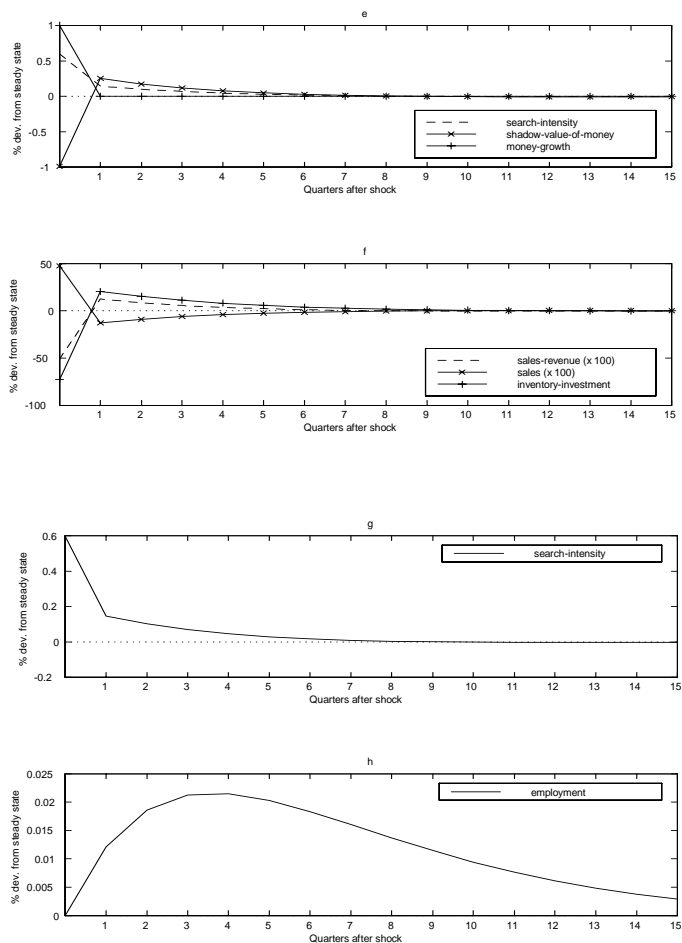 e
% dev. from steady state
1
0.5
0
-0.5
-1
search-intensity
shadow-value-of-money
money-growth
1 2 3 4 5 6 7 8 9 10 11 12 13 14 15
Quarters after shock
f
% dev. from steady state
50
0
-50
-100
sales-revenue (x 100)
sales (x 100)
inventory-investment
1 2 3 4 5 6 7 8 9 10 11 12 13 14 15
Quarters after shock
g
% dev. from steady state
0.6
0.4
0.2
0
-0.2
search-intensity
1 2 3 4 5 6 7 8 9 10 11 12 13 14 15
Quarters after shock
h
% dev. from steady state
0.025
0.02
0.015
0.01
0.005
0
employment
1 2 3 4 5 6 7 8 9 10 11 12 13 14 15
Quarters after shock